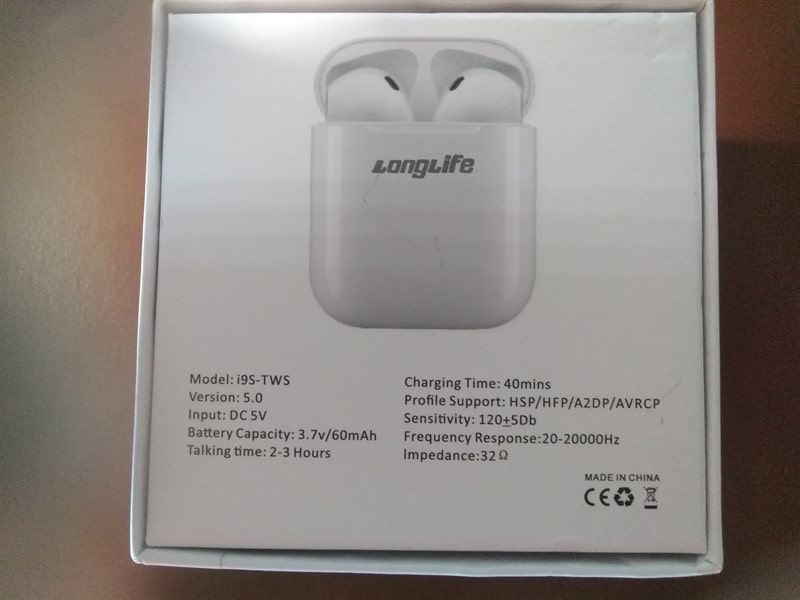 LongLife
Model: i9S-TWS
Version: 5.0
Input: DC 5V
Battery Capacity: 3.7v/60mAh
Talking time: 2-3 Hours
Charging Time: 40mins
Profile Support: HSP/HFP/A2DP/AVRCP
Sensitivity: 120±5Db
Frequency Response:20-20000Hz
Impedance:32Ω
MADE IN CHINA
CE